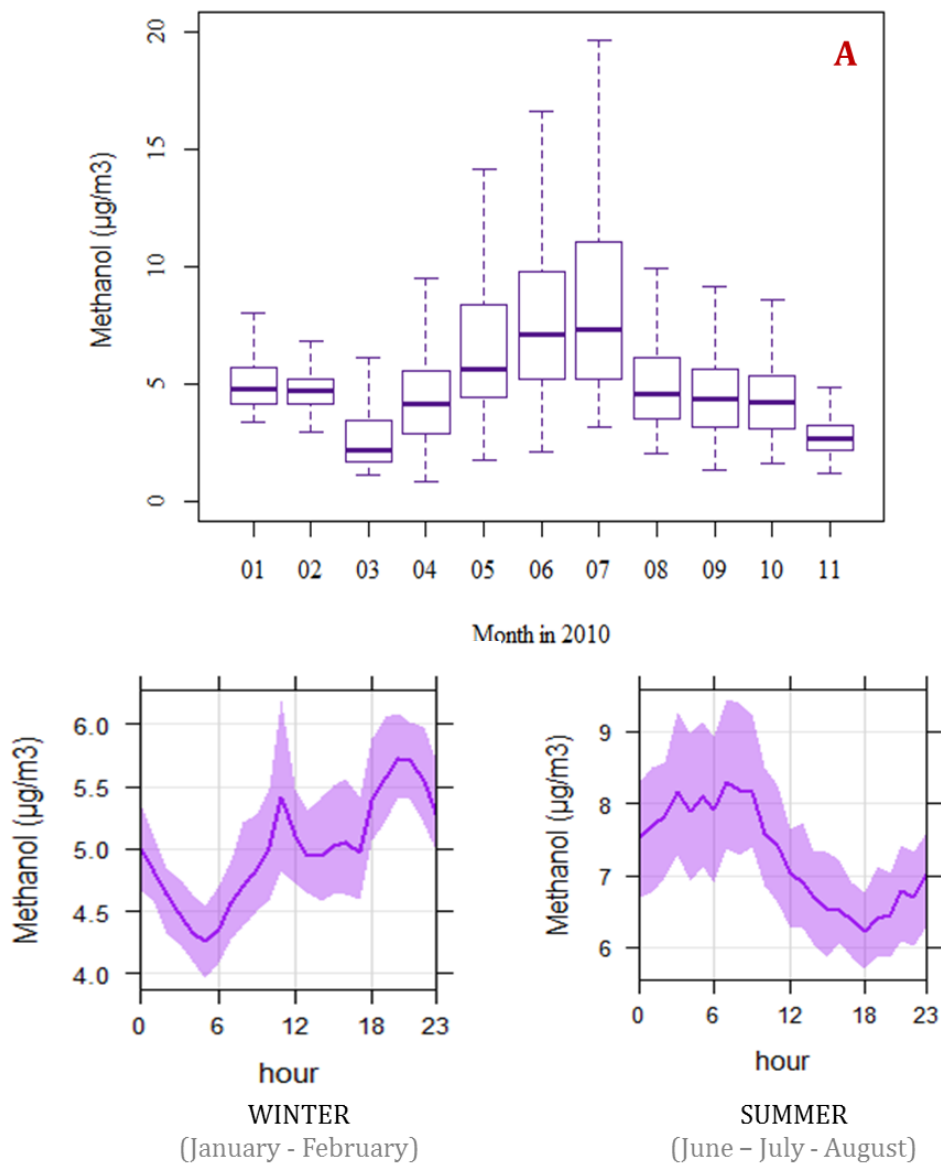 A
Methanol (µg/m3)
20
15
10
5
0
01 02 03 04 05 06 07 08 09 10 11
Month in 2010
Methanol (µg/m3)
6.0
5.5
5.0
4.5
4.0
0 6 12 18 23
hour
WINTER
(January - February)
Methanol (µg/m3)
9
8
7
6
0 6 12 18 23
hour
SUMMER
(June – July - August)